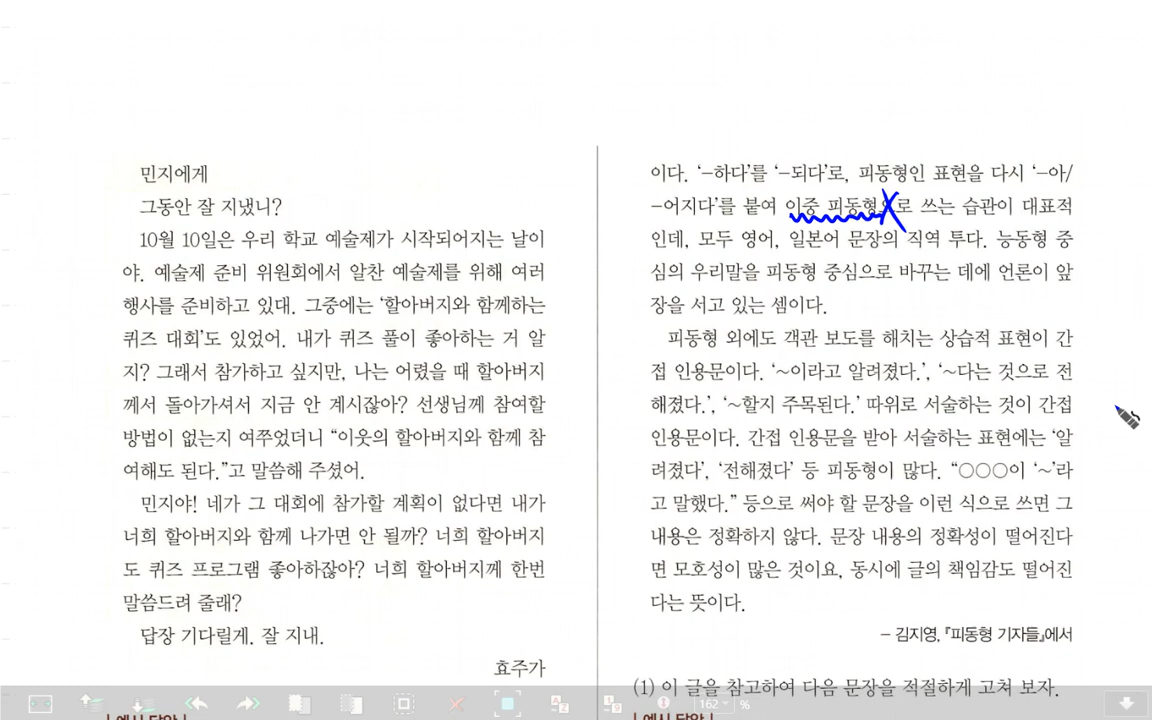 민지에게
그동안 잘 지냈니?
10월 10일은 우리 학교 예술제가 시작되어지는 날이
야. 예술제 준비 위원회에서 알찬 예술제를 위해 여러
행사를 준비하고 있대. 그중에는 ‘할아버지와 함께하는
퀴즈 대회’도 있었어. 내가 퀴즈 풀이 좋아하는 거 알
지? 그래서 참가하고 싶지만, 나는 어렸을 때 할아버지
께서 돌아가셔서 지금 안 계시잖아? 선생님께 참여할
방법이 없는지 여쭈었더니 “이웃의 할아버지와 함께 참
여해도 된다.”고 말씀해 주셨어.
민지야! 네가 그 대회에 참가할 계획이 없다면 내가
너희 할아버지와 함께 나가면 안 될까? 너희 할아버지
도 퀴즈 프로그램 좋아하잖아? 너희 할아버지께 한번
말씀드려 줄래?
답장 기다릴게. 잘 지내.
효주가
이다. ‘-하다’를 ‘-되다’로, 피동형인 표현을 다시 ‘-아/
-어지다’를 붙여 이중 피동형으로 쓰는 습관이 대표적
인데, 모두 영어, 일본어 문장의 직역 투다. 능동형 중
심의 우리말을 피동형 중심으로 바꾸는 데에 언론이 앞
장을 서고 있는 셈이다.
피동형 외에도 객관 보도를 해치는 상습적 표현이 간
접 인용문이다. ‘~이라고 알려졌다.’, ‘~다는 것으로 전
해졌다.’, ‘~할지 주목된다.’ 따위로 서술하는 것이 간접
인용문이다. 간접 인용문을 받아 서술하는 표현에는 ‘알
려졌다’, ‘전해졌다’ 등 피동형이 많다. “○○○이 ‘~’라
고 말했다.” 등으로 써야 할 문장을 이런 식으로 쓰면 그
내용은 정확하지 않다. 문장 내용의 정확성이 떨어진다
면 모호성이 많은 것이요, 동시에 글의 책임감도 떨어진
다는 뜻이다.
- 김지영, 『피동형 기자들』에서
(1) 이 글을 참고하여 다음 문장을 적절하게 고쳐 보자.
162 %